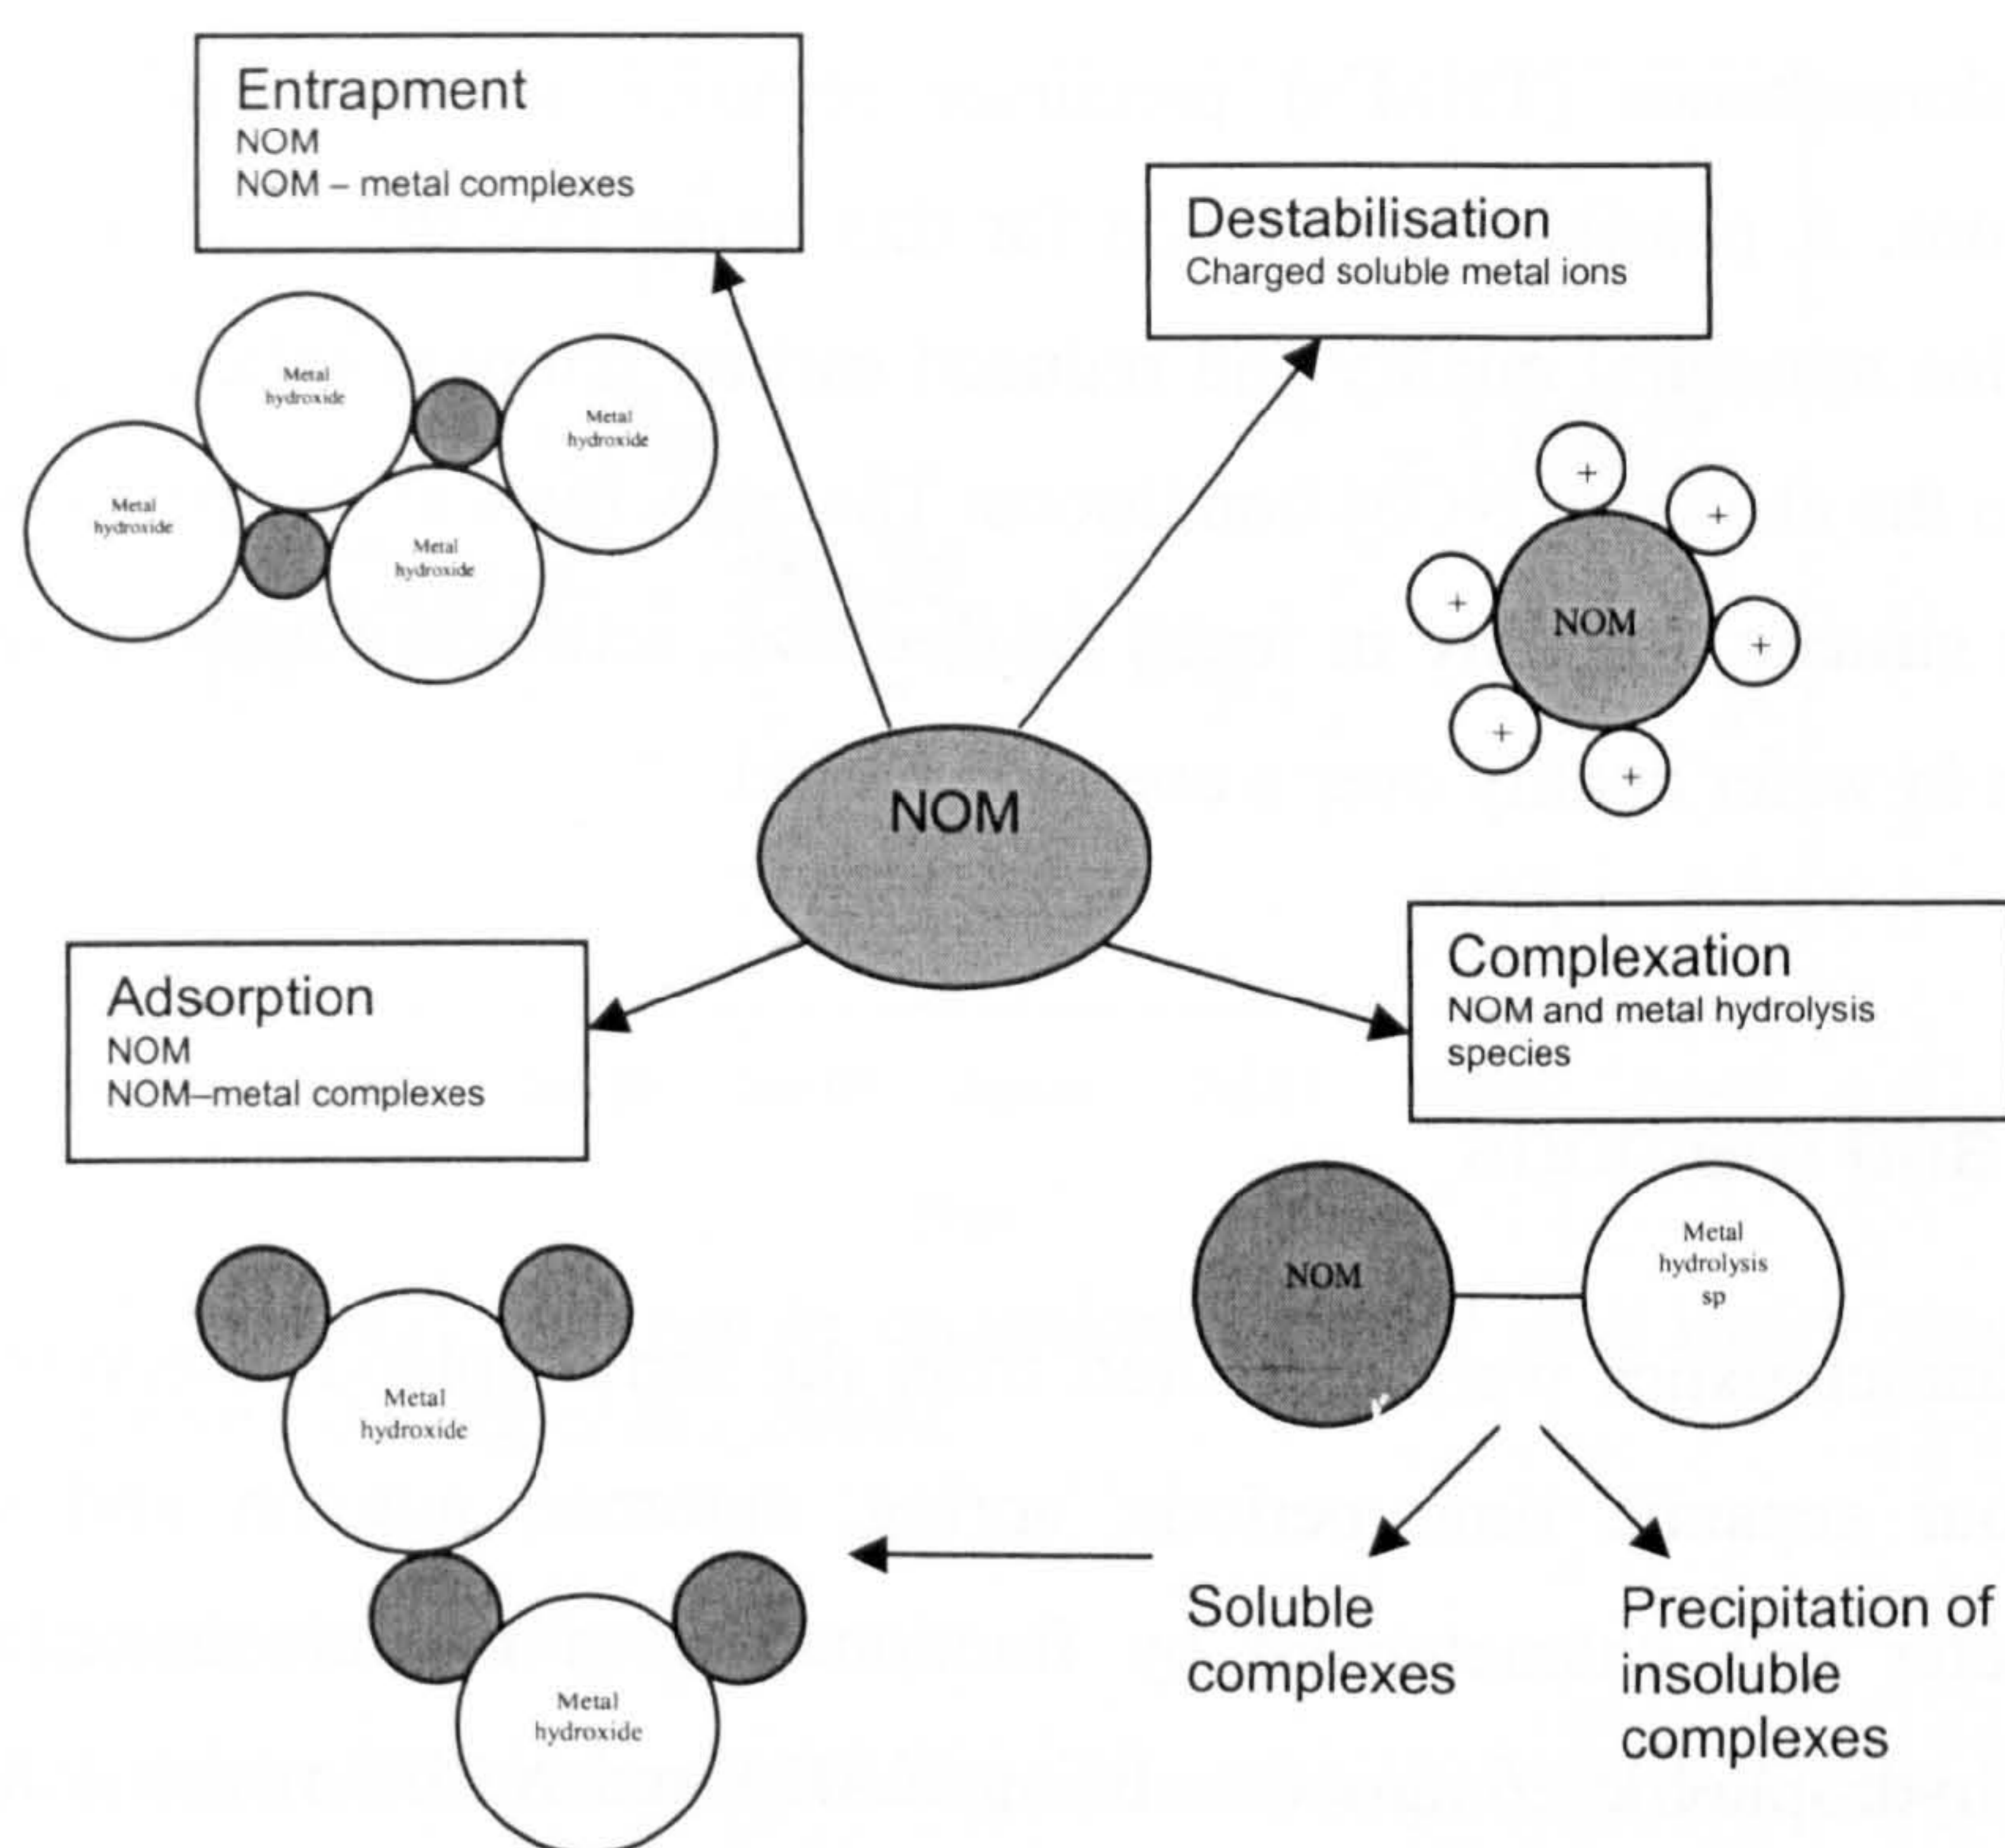 Entrapment
NOM
NOM – metal complexes
Destabilisation
Charged soluble metal ions
Metal
hydroxide
Metal
hydroxide
Metal
hydroxide
Metal
hydroxide
+
+
+
NOM
+
+
+
NOM
Adsorption
NOM
NOM–metal complexes
Complexation
NOM and metal hydrolysis
species
NOM
Metal
hydrolysis
sp
Metal
hydroxide
Metal
hydroxide
Soluble
complexes
Precipitation of
insoluble
complexes